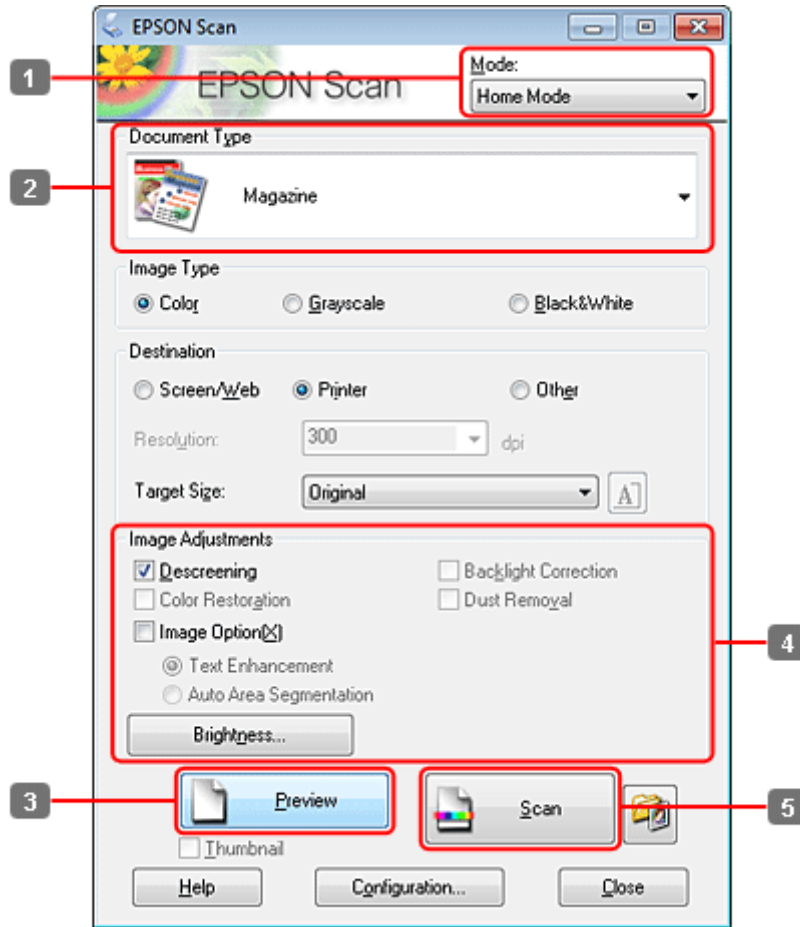 EPSON Scan
EPSON Scan
Mode:
Home Mode
1
Document Type
Magazine
2
Image Type
Color Grayscale Black&White
Destination
Screen/Web Printer Other
Resolution: 300 dpi
Target Size: Original A
Image Adjustments
Descreening Backlight Correction
Color Restoration Dust Removal
Image Option(X)
Text Enhancement
Auto Area Segmentation
Brightness...
4
3 Preview Scan 5
Thumbnail
Help Configuration... Close